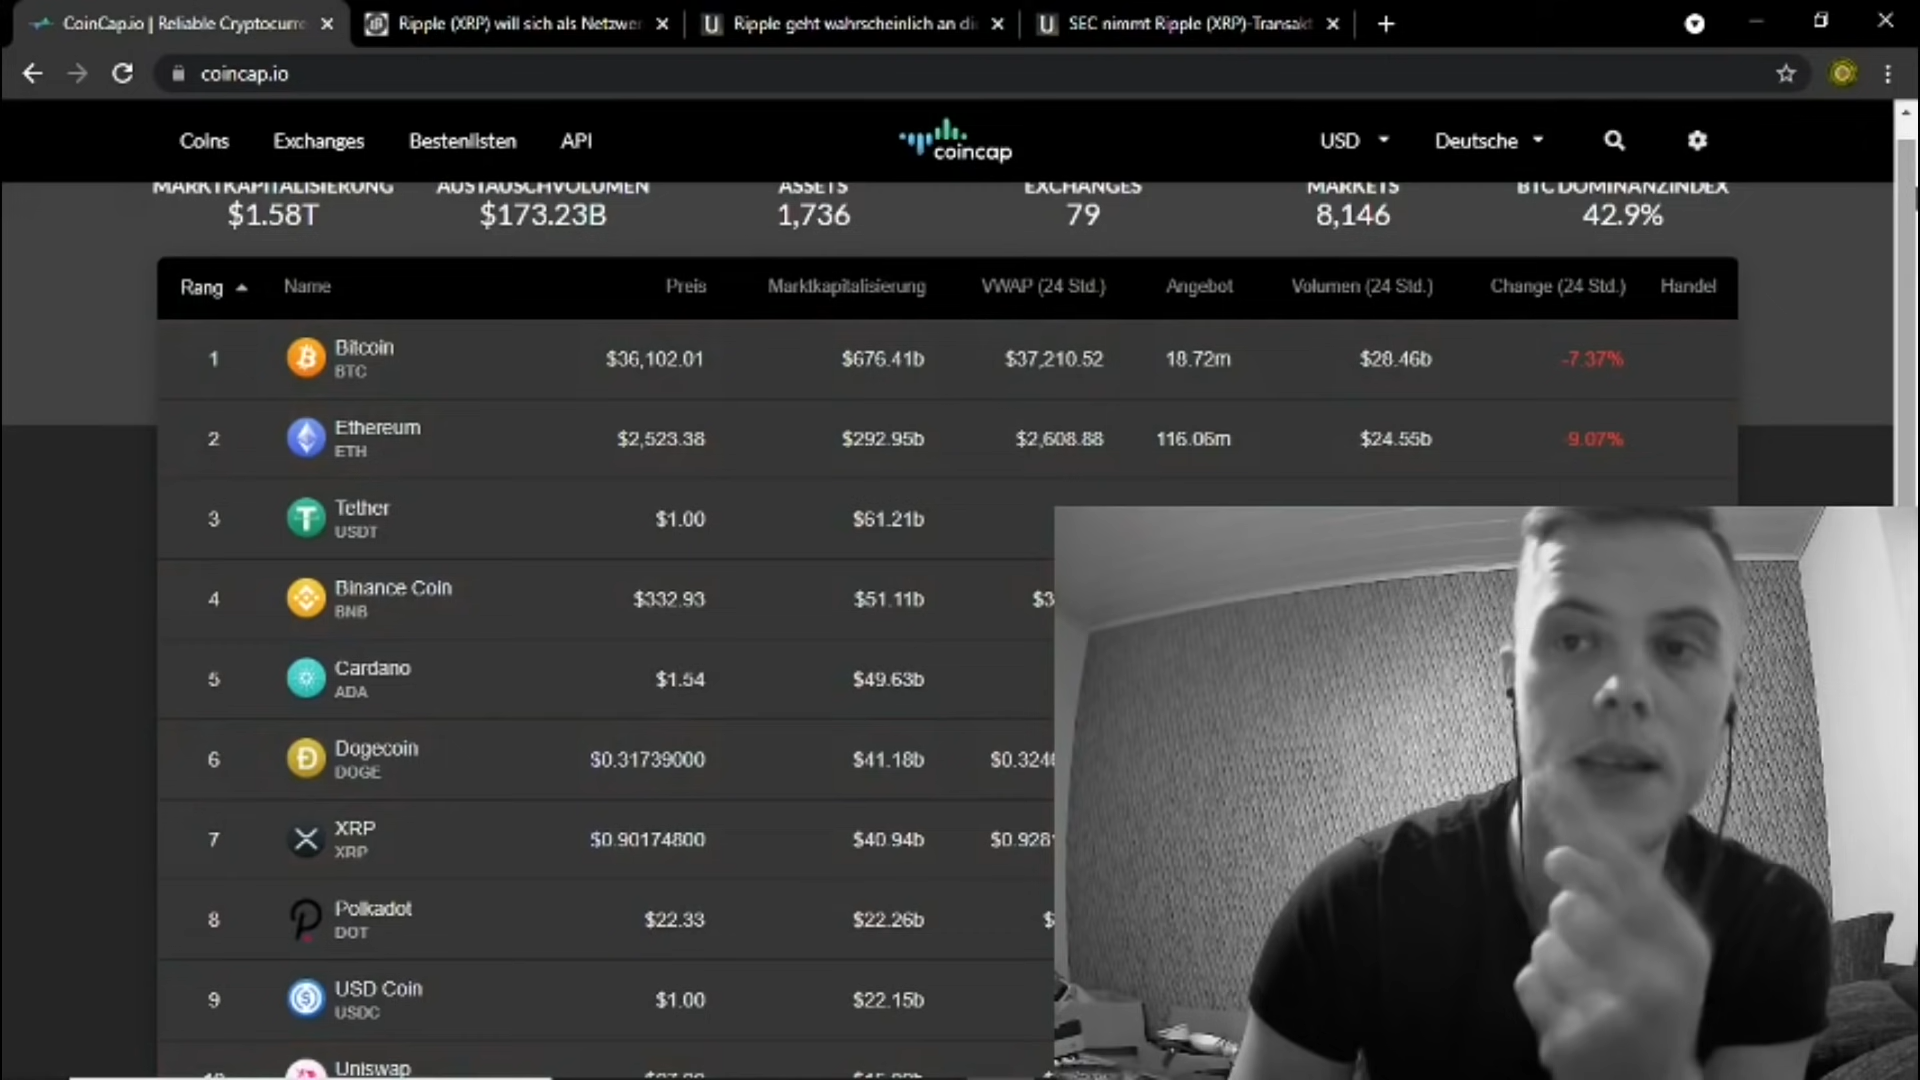 CoinCap.io | Reliable Cryptocurre
Ripple (XRP) will sich als Netzwer
Ripple geht wahrscheinlich an di
SEC nimmt Ripple (XRP)-Transakt
coincap.io
Coins Exchanges Bestenlisten API coincap USD Deutsche
MARKTKAPITALISIERUNG AUSTAUSCHVOLUMEN ASSETS EXCHANGES MARKETS BTC DOMINANZINDEX
$1.58T $173.23B 1,736 79 8,146 42.9%
Rang Name Preis Marktkapitalisierung VWAP (24 Std.) Angebot Volumen (24 Std.) Change (24 Std.) Handel
1 Bitcoin $36,102.01 $676.41b $37,210.52 18.72m $28.46b -7.37%
BTC
2 Ethereum $2,523.38 $292.95b $2,608.88 116.06m $24.55b -9.07%
ETH
3 Tether $1.00 $61.21b
USDT
4 Binance Coin $332.93 $51.11b $3
BNB
5 Cardano $1.54 $49.63b
ADA
6 Dogecoin $0.31739000 $41.18b $0.324
DOGE
7 XRP $0.90174800 $40.94b $0.928
XRP
8 Polkadot $22.33 $22.26b $
DOT
9 USD Coin $1.00 $22.15b
USDC
Uniswap